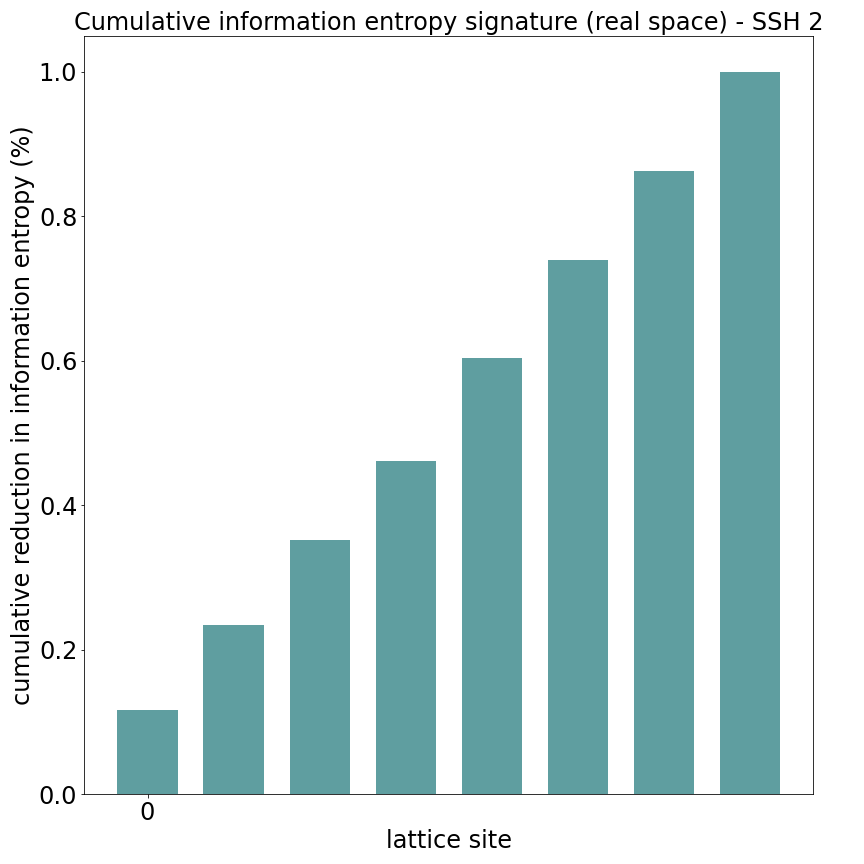 Cumulative information entropy signature (real space) - SSH 2
cumulative reduction in information entropy (%)
1.0
0.8
0.6
0.4
0.2
0.0
0
lattice site